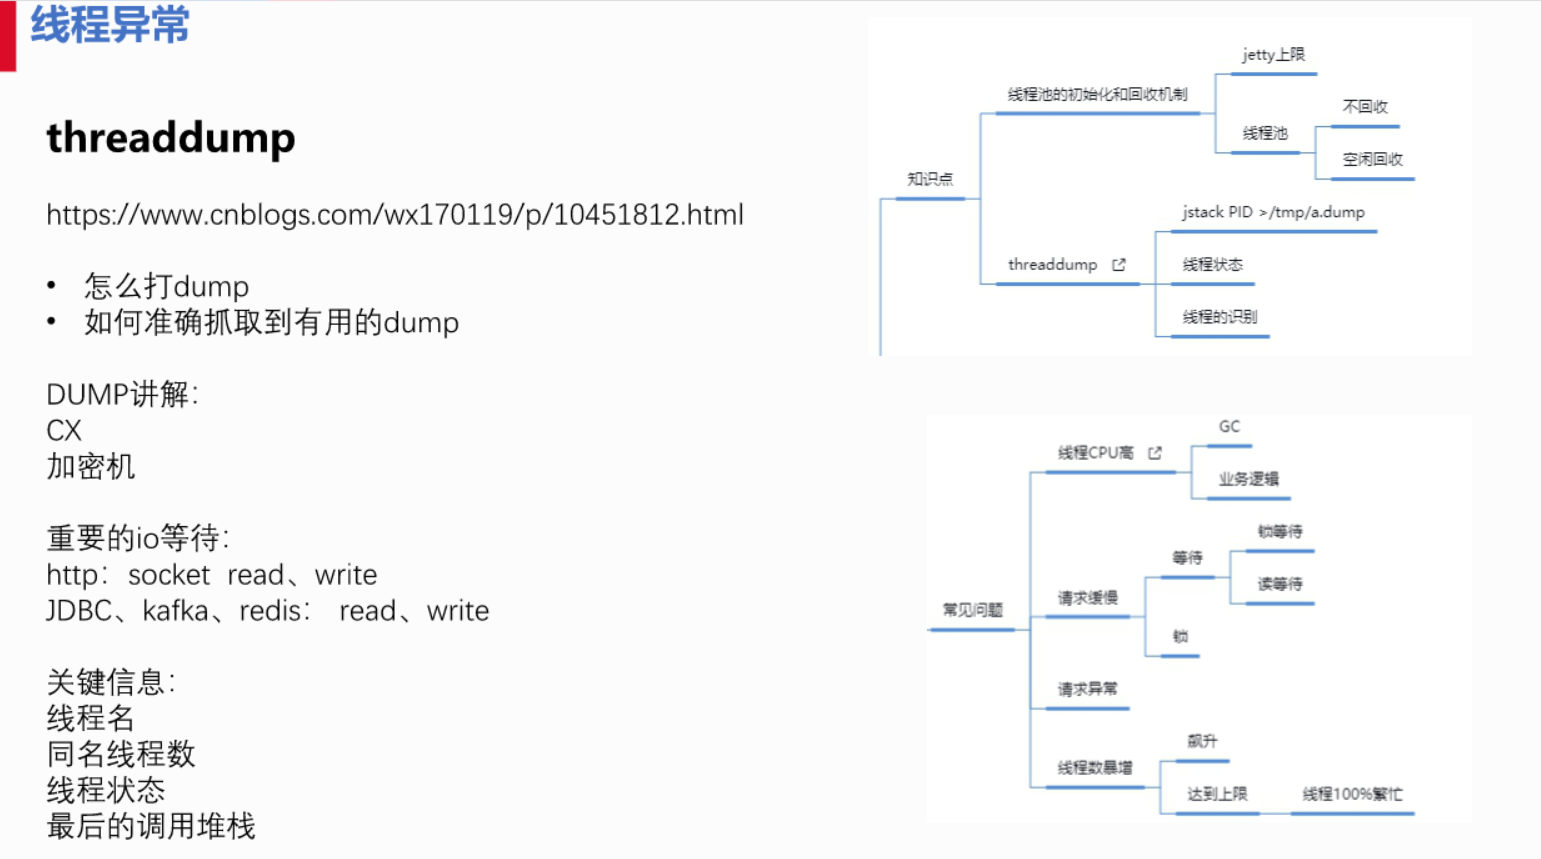 线程异常
threaddump
https://www.cnblogs.com/wx170119/p/10451812.html
• 怎么打dump
• 如何准确抓取到有用的dump
DUMP讲解：
CX
加密机
重要的io等待：
http： socket read、write
JDBC、kafka、redis： read、write
关键信息：
线程名
同名线程数
线程状态
最后的调用堆栈
jetty上限
线程池的初始化和回收机制
不回收
线程池
空闲回收
知识点
jstack PID >/tmp/a.dump
threaddump
线程状态
线程的识别
GC
线程CPU高
业务逻辑
锁等待
等待
读等待
请求缓慢
常见问题
锁
请求异常
飙升
线程数暴增
达到上限
线程100%繁忙